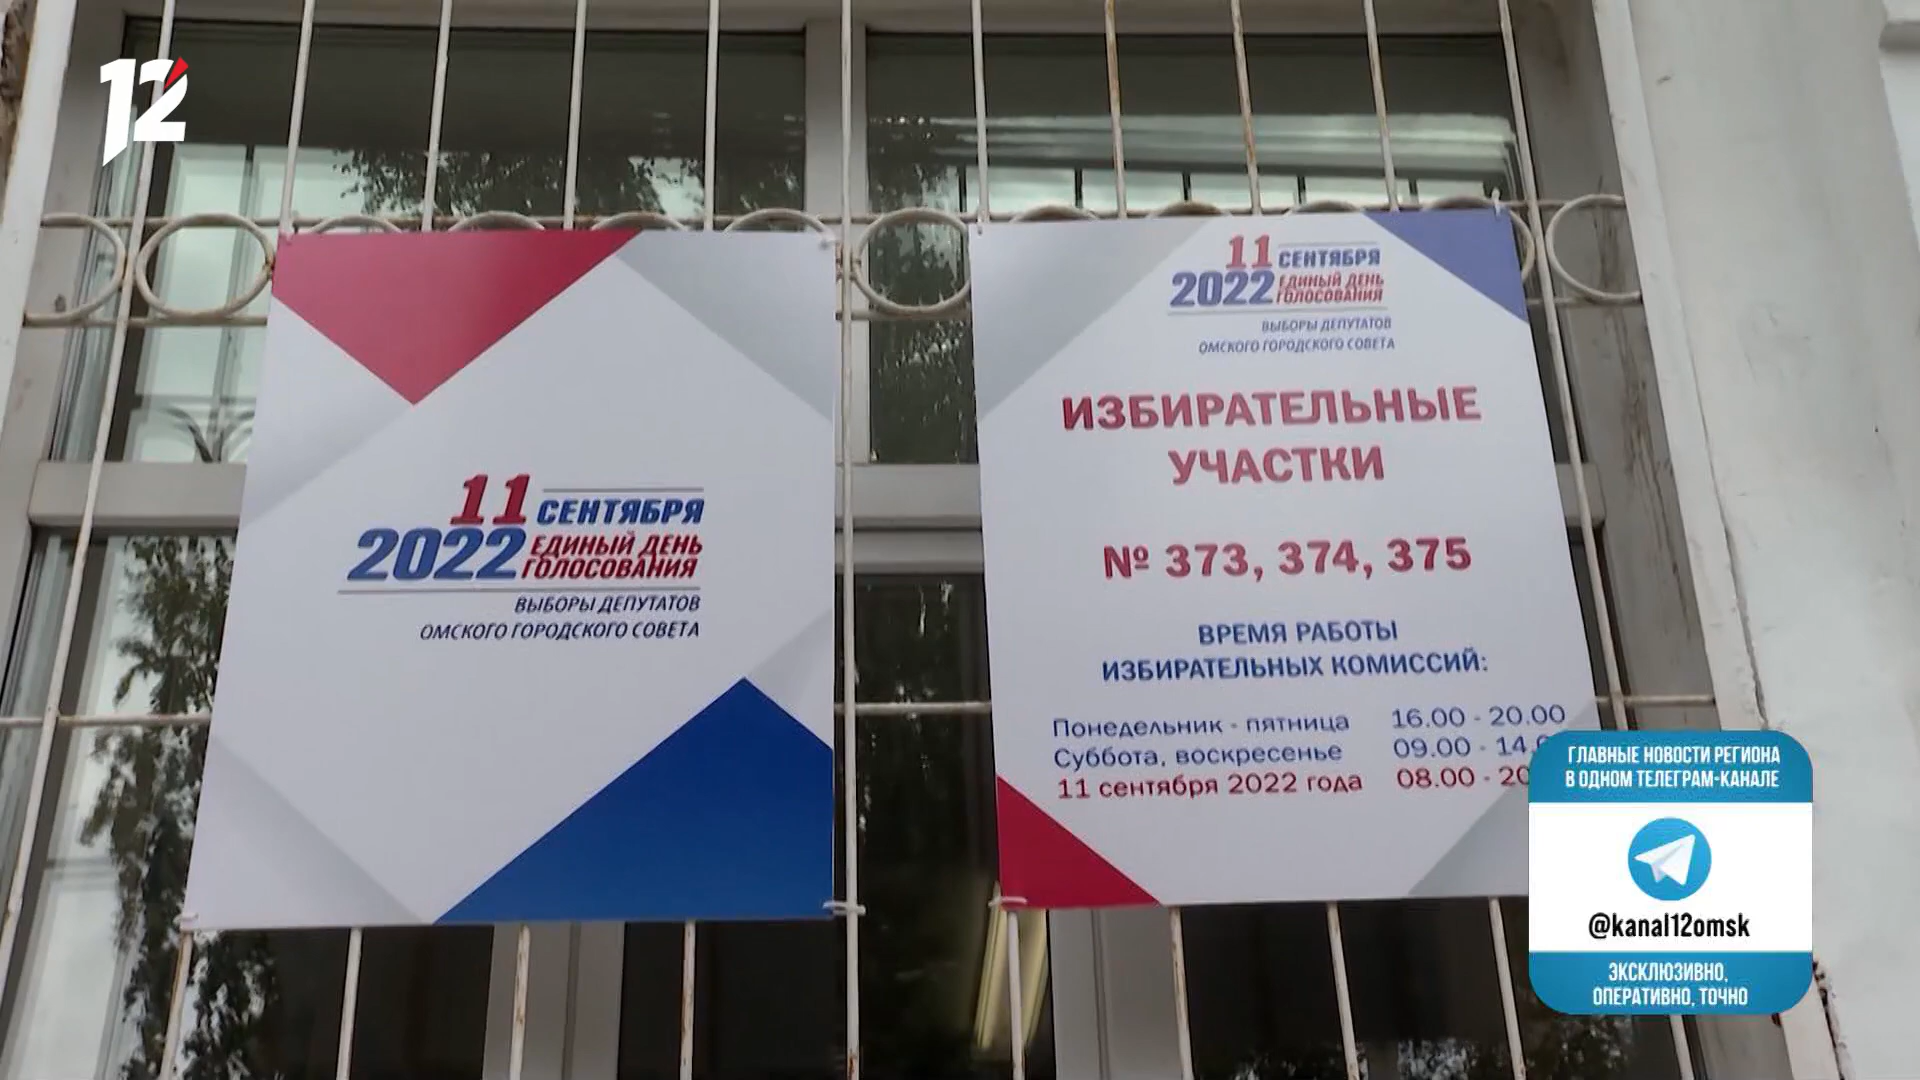 12
11 СЕНТЯБРЯ
2022 ЕДИНЫЙ ДЕНЬ
ГОЛОСОВАНИЯ
ВЫБОРЫ ДЕПУТАТОВ
ОМСКОГО ГОРОДСКОГО СОВЕТА
11 СЕНТЯБРЯ
2022 ЕДИНЫЙ ДЕНЬ
ГОЛОСОВАНИЯ
ВЫБОРЫ ДЕПУТАТОВ
ОМСКОГО ГОРОДСКОГО СОВЕТА
ИЗБИРАТЕЛЬНЫЕ
УЧАСТКИ
№ 373, 374, 375
ВРЕМЯ РАБОТЫ
ИЗБИРАТЕЛЬНЫХ КОМИССИЙ:
Понедельник - пятница 16.00 - 20.00
Суббота, воскресенье 09.00 - 14.
11 сентября 2022 года 08.00 - 20
ГЛАВНЫЕ НОВОСТИ РЕГИОНА
В ОДНОМ ТЕЛЕГРАМ-КАНАЛЕ
@kanal12omsk
ЭКСКЛЮЗИВНО,
ОПЕРАТИВНО, ТОЧНО